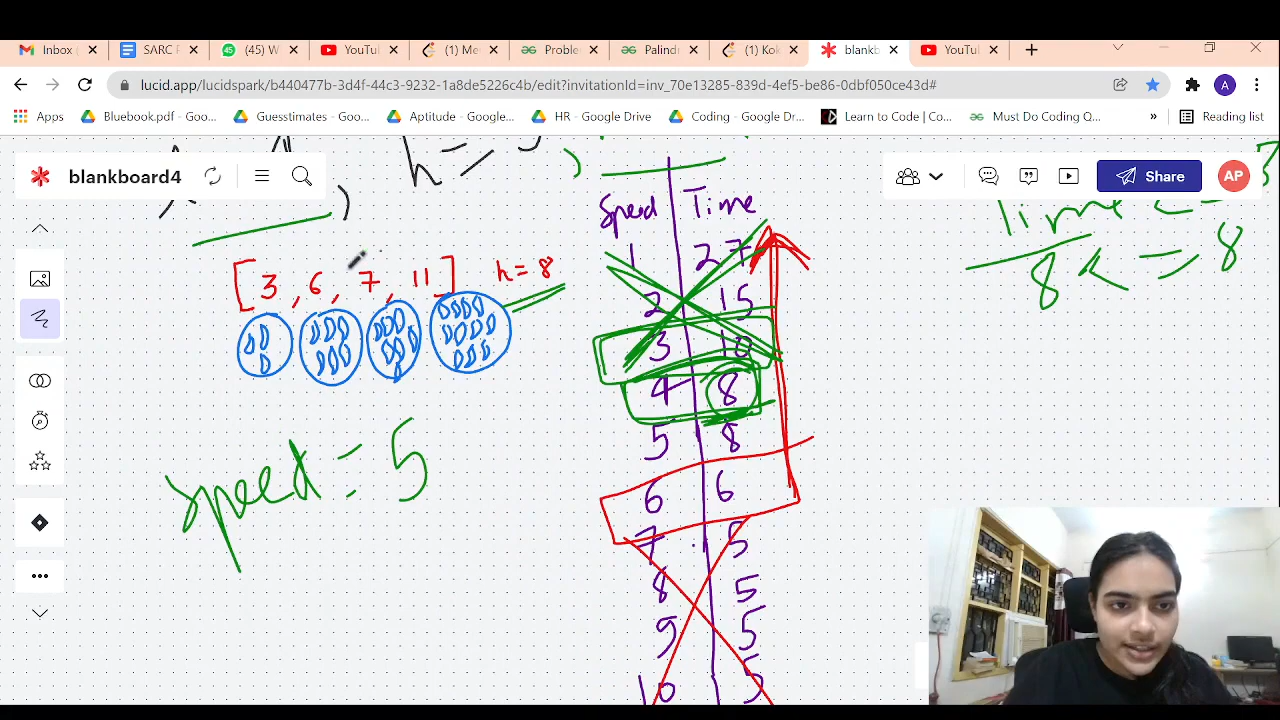 Inbox (
SARC F
(45) W
YouTu
(1) Me
Proble
Palind
(1) Kok
blankb
YouTu
lucid.app/lucidspark/b440477b-3d4f-44c3-9232-1a8de5226c4b/edit?invitationId=inv_70e13285-839d-4ef5-be86-0dbf050ce43d#
A
Apps
BlueBook.pdf - Goo...
Guesstimates - Goo...
Aptitude - Google...
HR - Google Drive
Coding - Google Dr...
Learn to Code | Co...
Must Do Coding Q...
»
Reading list
blankboard4
Share
AP
Speed Time
1 27
2 15
3 10
4 8
5 8
6 6
7 5
8 5
9 5
10 5
[3, 6, 7, 11] h = 8
speed = 5
Time <=
8 <= 8